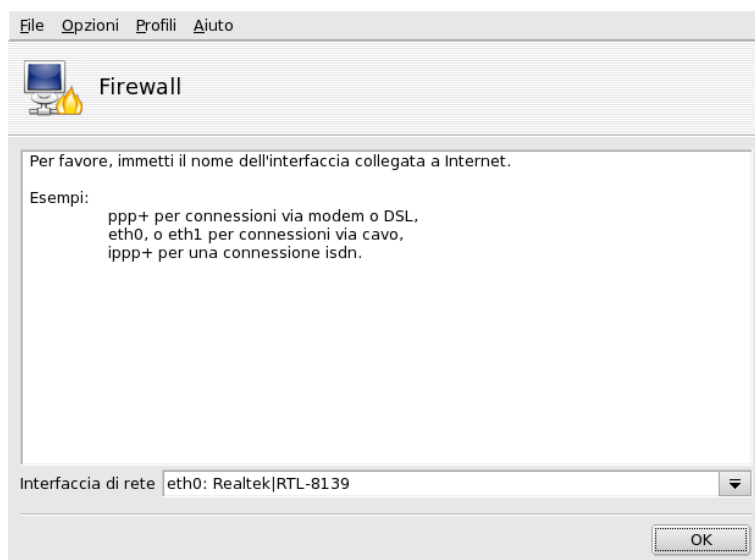 File Opzioni Profili Aiuto
Firewall
Per favore, immetti il nome dell'interfaccia collegata a Internet.
Esempi:
ppp+ per connessioni via modem o DSL,
eth0, o eth1 per connessioni via cavo,
ippp+ per una connessione isdn.
Interfaccia di rete eth0: Realtek|RTL-8139
OK